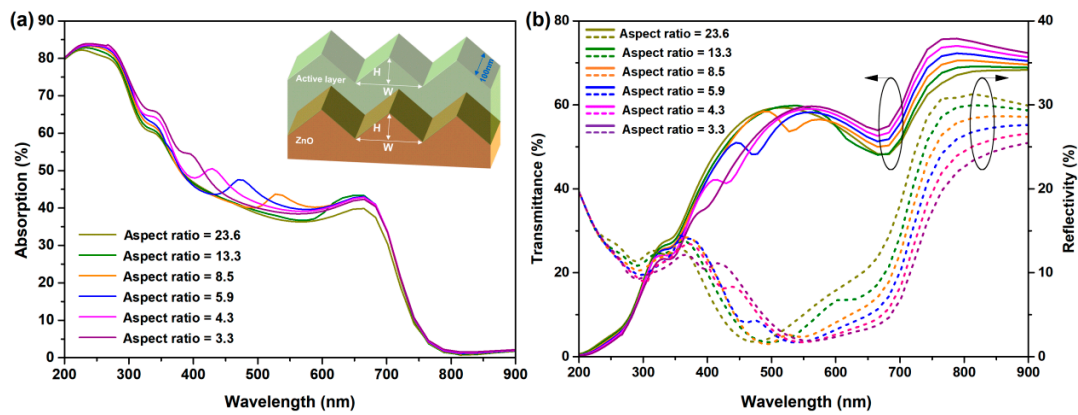 (a)
90
80
70
60
50
40
30
20
10
0
Absorption (%)
200 300 400 500 600 700 800 900
Wavelength (nm)
Active layer
H
W
100nm
H
ZnO
W
Aspect ratio = 23.6
Aspect ratio = 13.3
Aspect ratio = 8.5
Aspect ratio = 5.9
Aspect ratio = 4.3
Aspect ratio = 3.3
(b)
80
60
40
20
0
Transmittance (%)
200 300 400 500 600 700 800 900
Wavelength (nm)
Aspect ratio = 23.6
Aspect ratio = 13.3
Aspect ratio = 8.5
Aspect ratio = 5.9
Aspect ratio = 4.3
Aspect ratio = 3.3
40
30
20
10
0
Reflectivity (%)